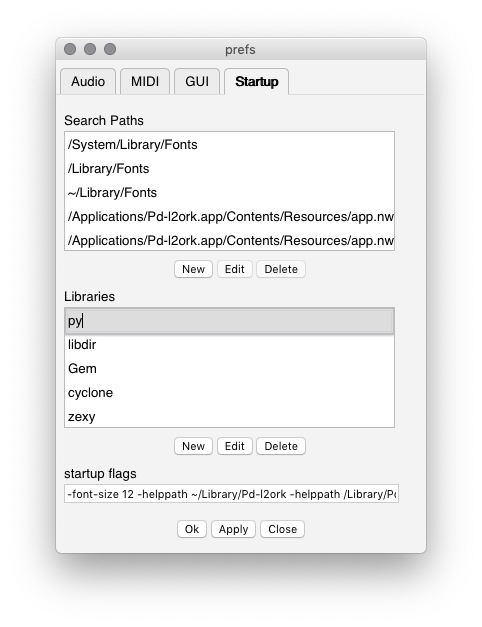 prefs
Audio MIDI GUI Startup
Search Paths
/System/Library/Fonts
/Library/Fonts
~/Library/Fonts
/Applications/Pd-l2ork.app/Contents/Resources/app.nw
/Applications/Pd-l2ork.app/Contents/Resources/app.nw
New Edit Delete
Libraries
py
libdir
Gem
cyclone
zexy
New Edit Delete
startup flags
-font-size 12 -helppath ~/Library/Pd-l2ork -helppath /Library/Pd
Ok Apply Close